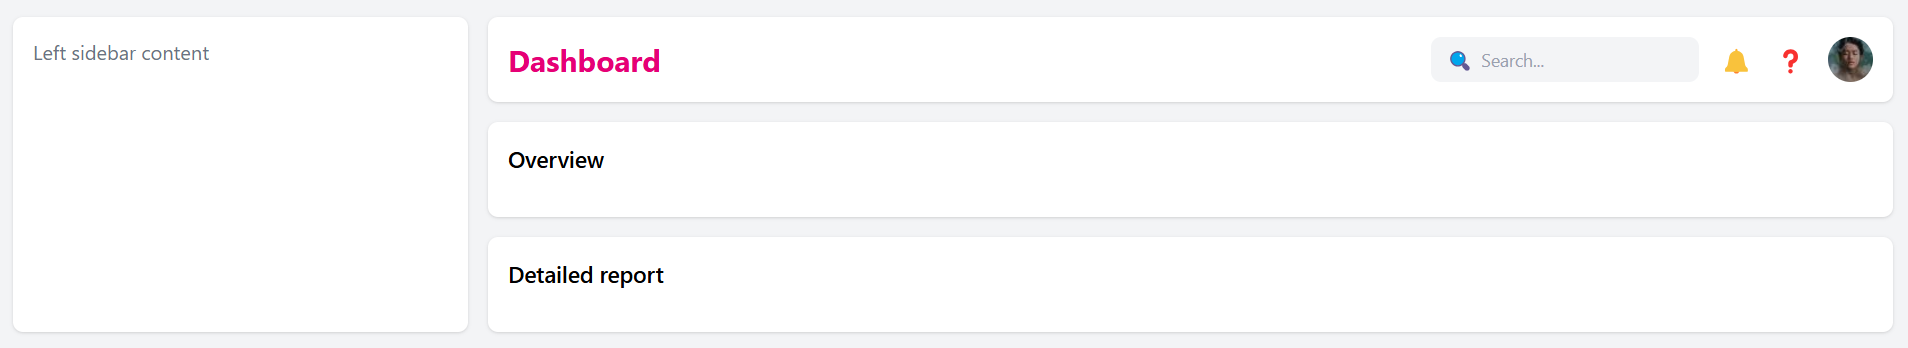 Left sidebar content
Dashboard
Search...
Overview
Detailed report